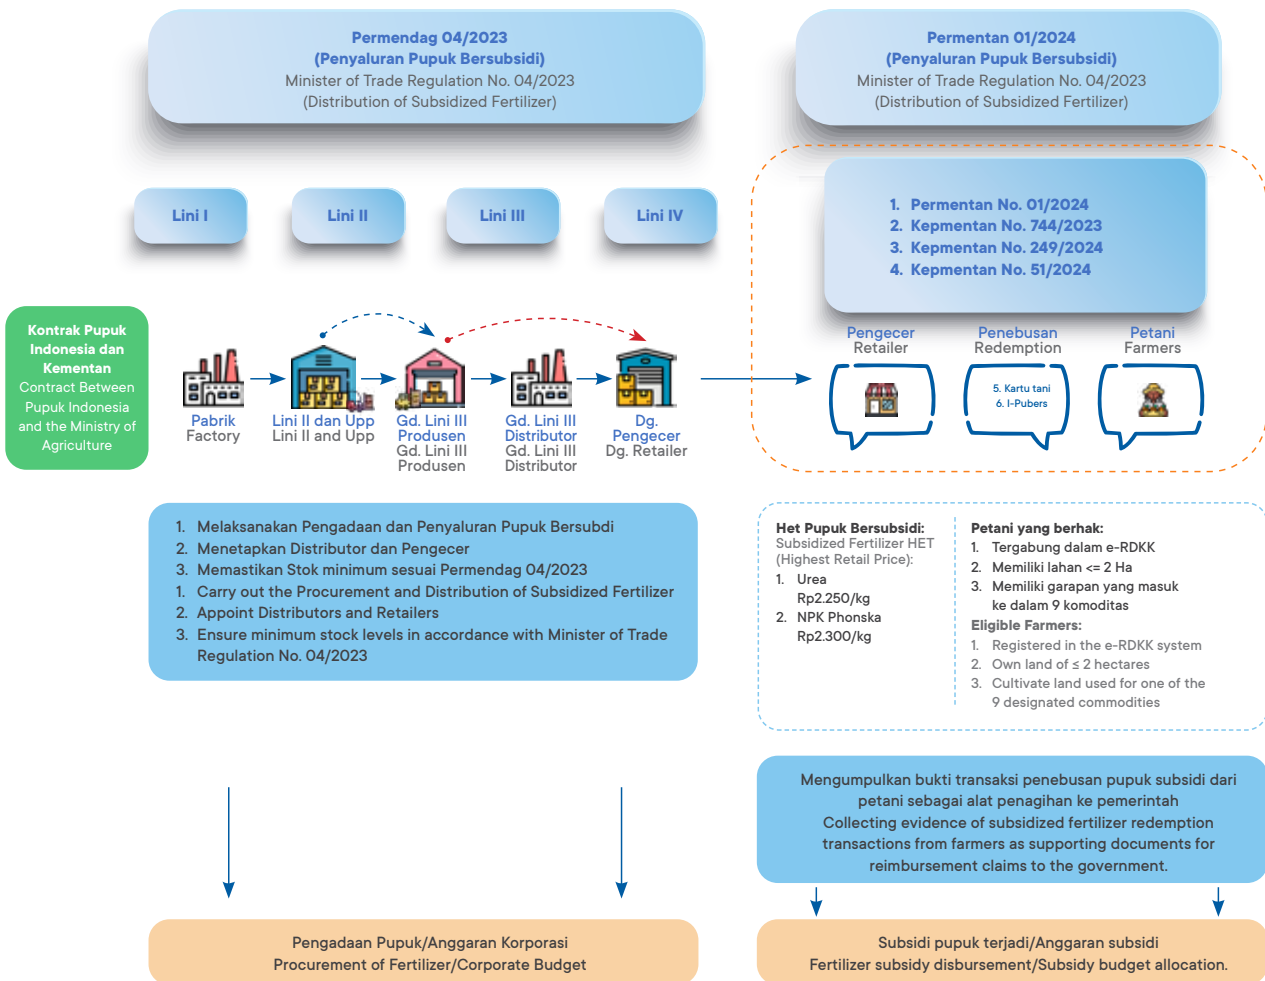 Permendag 04/2023
(Penyaluran Pupuk Bersubsidi)
Minister of Trade Regulation No. 04/2023
(Distribution of Subsidized Fertilizer)
Permentan 01/2024
(Penyaluran Pupuk Bersubsidi)
Minister of Trade Regulation No. 04/2023
(Distribution of Subsidized Fertilizer)
Lini I
Lini II
Lini III
Lini IV
1. Permentan No. 01/2024
2. Kepmentan No. 744/2023
3. Kepmentan No. 249/2024
4. Kepmentan No. 51/2024
Kontrak Pupuk
Indonesia dan
Kementan
Contract Between
Pupuk Indonesia
and the Ministry of
Agriculture
Pabrik
Factory
Lini II dan Upp
Lini II and Upp
Gd. Lini III
Produsen
Gd. Lini III
Produsen
Gd. Lini III
Distributor
Gd. Lini III
Distributor
Dg.
Pengecer
Dg. Retailer
Pengecer
Retailer
Penebusan
Redemption
5. Kartu tani
6. I-Pubers
Petani
Farmers
1. Melaksanakan Pengadaan dan Penyaluran Pupuk Bersubdi
2. Menetapkan Distributor dan Pengecer
3. Memastikan Stok minimum sesuai Permendag 04/2023
1. Carry out the Procurement and Distribution of Subsidized Fertilizer
2. Appoint Distributors and Retailers
3. Ensure minimum stock levels in accordance with Minister of Trade
Regulation No. 04/2023
Het Pupuk Bersubsidi:
Subsidized Fertilizer HET
(Highest Retail Price):
1. Urea
Rp2.250/kg
2. NPK Phonska
Rp2.300/kg
Petani yang berhak:
1. Tergabung dalam e-RDKK
2. Memiliki lahan <= 2 Ha
3. Memiliki garapan yang masuk
ke dalam 9 komoditas
Eligible Farmers:
1. Registered in the e-RDKK system
2. Own land of ≤ 2 hectares
3. Cultivate land used for one of the
9 designated commodities
Mengumpulkan bukti transaksi penebusan pupuk subsidi dari
petani sebagai alat penagihan ke pemerintah
Collecting evidence of subsidized fertilizer redemption
transactions from farmers as supporting documents for
reimbursement claims to the government.
Pengadaan Pupuk/Anggaran Korporasi
Procurement of Fertilizer/Corporate Budget
Subsidi pupuk terjadi/Anggaran subsidi
Fertilizer subsidy disbursement/Subsidy budget allocation.